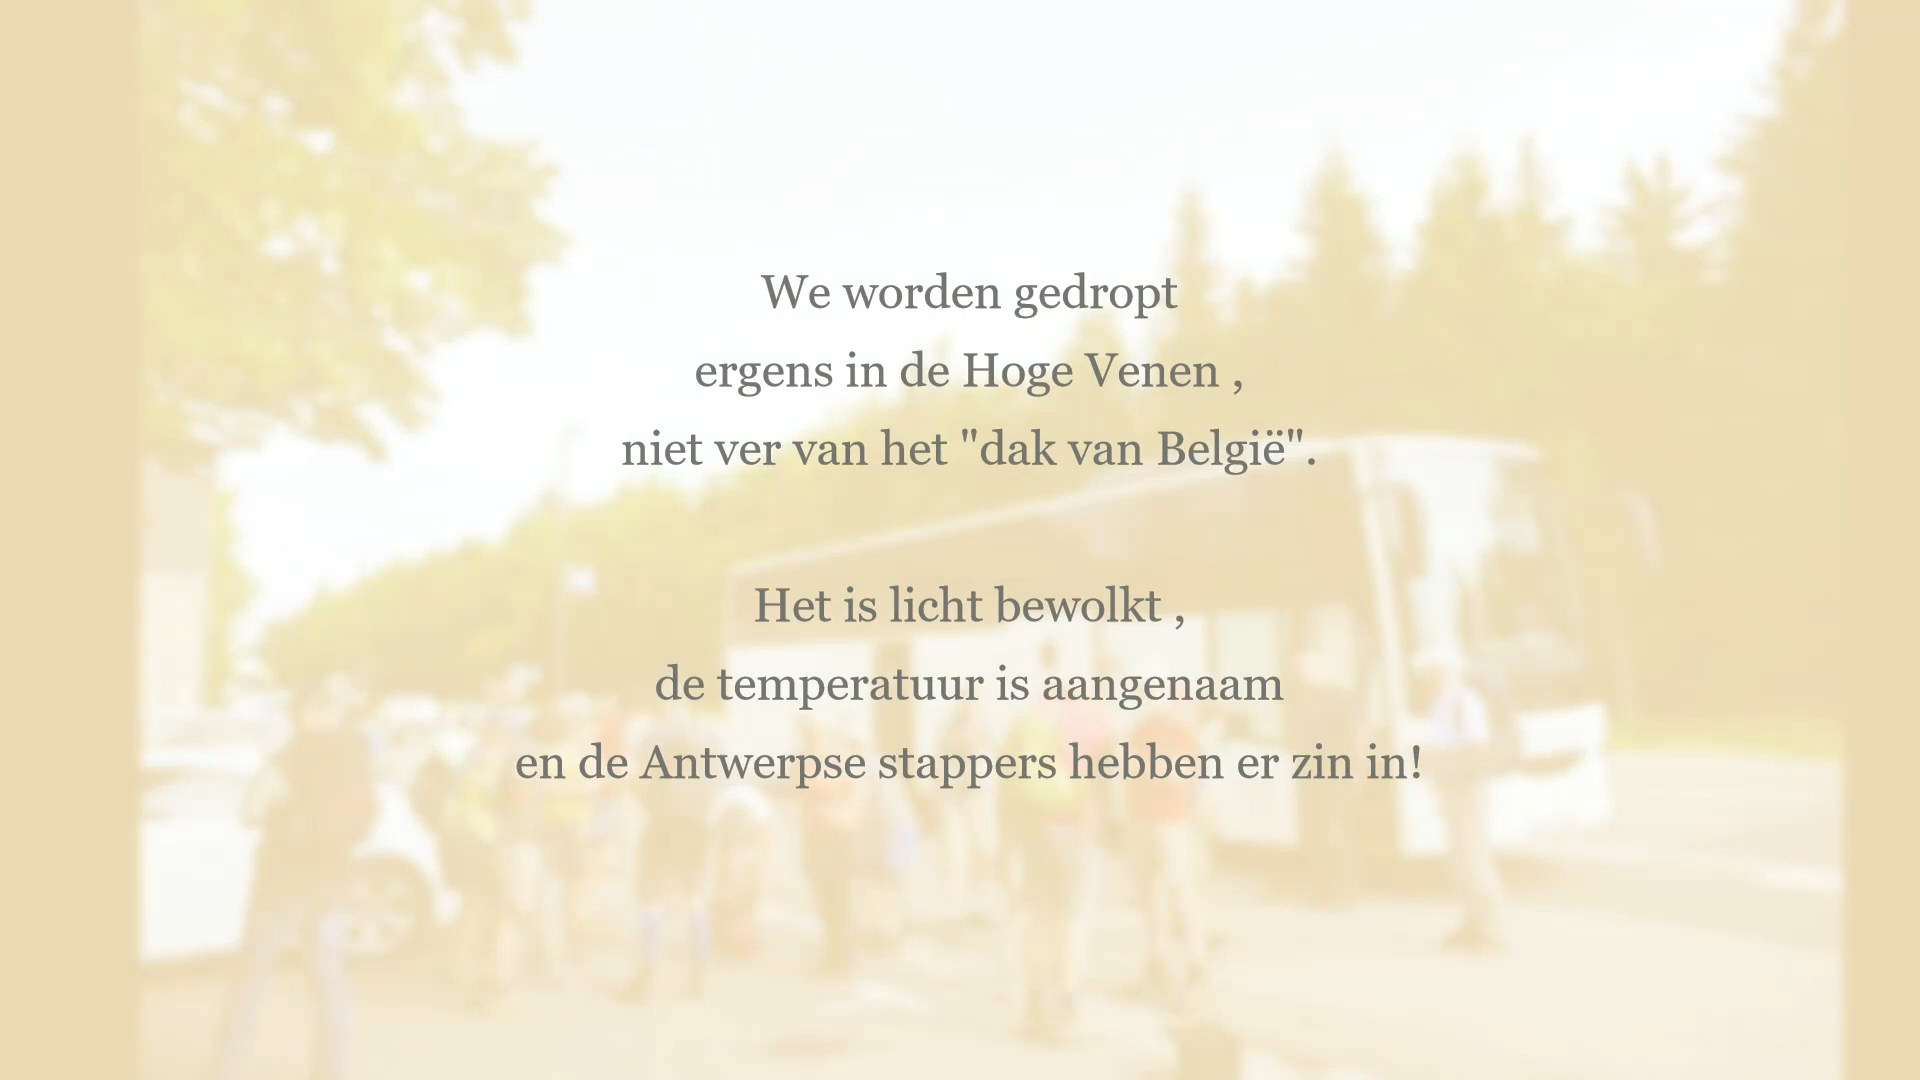 We worden gedropt
ergens in de Hoge Venen ,
niet ver van het "dak van België".
Het is licht bewolkt ,
de temperatuur is aangenaam
en de Antwerpse stappers hebben er zin in!